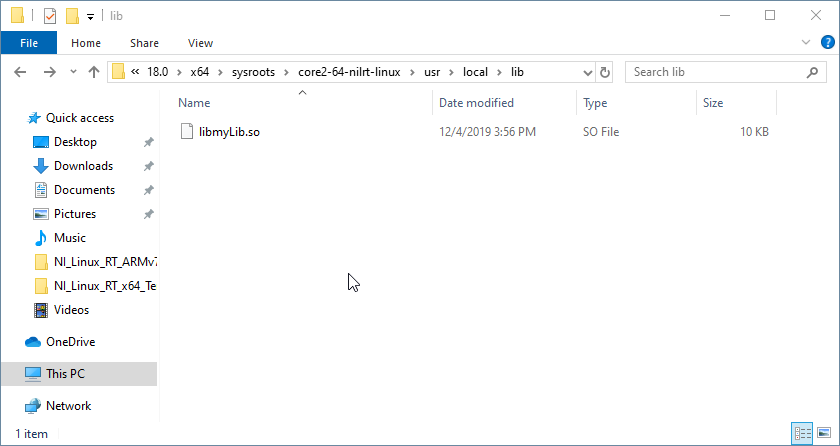 lib
File Home Share View
« 18.0 x64 sysroots core2-64-nilrt-linux usr local lib Search lib
Name Date modified Type Size
libmyLib.so 12/4/2019 3:56 PM SO File 10 KB
Quick access
Desktop
Downloads
Documents
Pictures
Music
NI_Linux_RT_ARMv7
NI_Linux_RT_x64_Te
Videos
OneDrive
This PC
Network
1 item